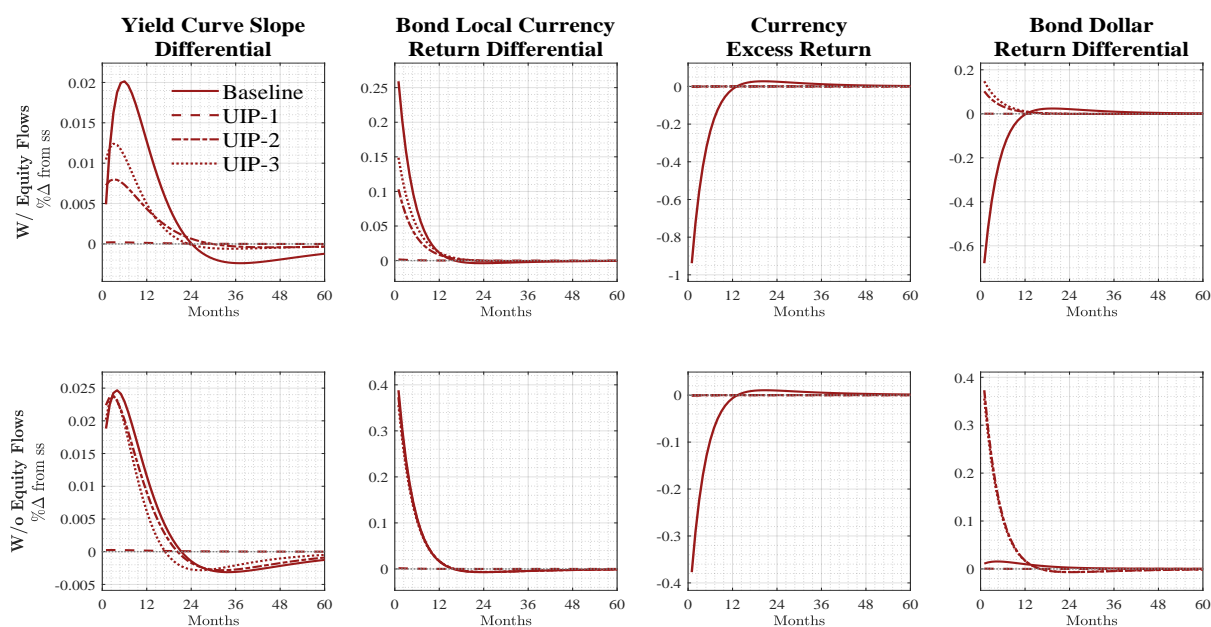 Yield Curve Slope
Differential
Bond Local Currency
Return Differential
Currency
Excess Return
Bond Dollar
Return Differential
W/ Equity Flows
%Δ from ss
0.02
0.015
0.01
0.005
0
Baseline
UIP-1
UIP-2
UIP-3
0 12 24 36 48 60
Months
0.25
0.2
0.15
0.1
0.05
0
0 12 24 36 48 60
Months
0
-0.2
-0.4
-0.6
-0.8
-1
0 12 24 36 48 60
Months
0.2
0
-0.2
-0.4
-0.6
0 12 24 36 48 60
Months
W/o Equity Flows
%Δ from ss
0.025
0.02
0.015
0.01
0.005
0
-0.005
0 12 24 36 48 60
Months
0.4
0.3
0.2
0.1
0
0 12 24 36 48 60
Months
0
-0.1
-0.2
-0.3
-0.4
0 12 24 36 48 60
Months
0.4
0.3
0.2
0.1
0
0 12 24 36 48 60
Months